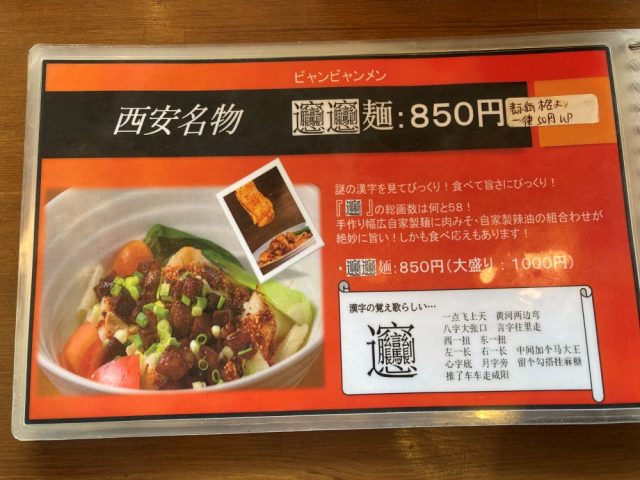 ビャンビャンメン
西安名物
𰻞𰻞麺:850円
表示価格より
一律50円UP
謎の漢字を見てびっくり!食べて旨さにびっくり!
『𰻞』の総画数は何と58!
手作り幅広自家製麺に肉みそ・自家製辣油の組合わせが
絶妙に旨い!しかも食べ応えもあります!
・𰻞𰻞麺:850円(大盛り:1000円)
漢字の覚え歌らしい…
𰻞
一点飞上天 黄河两边弯
八字大张口 言字往里走
西一扭 东一扭
左一长 右一长 中间加个马大王
心字底 月字旁 留个勾搭挂麻糖
推了车车走咸阳